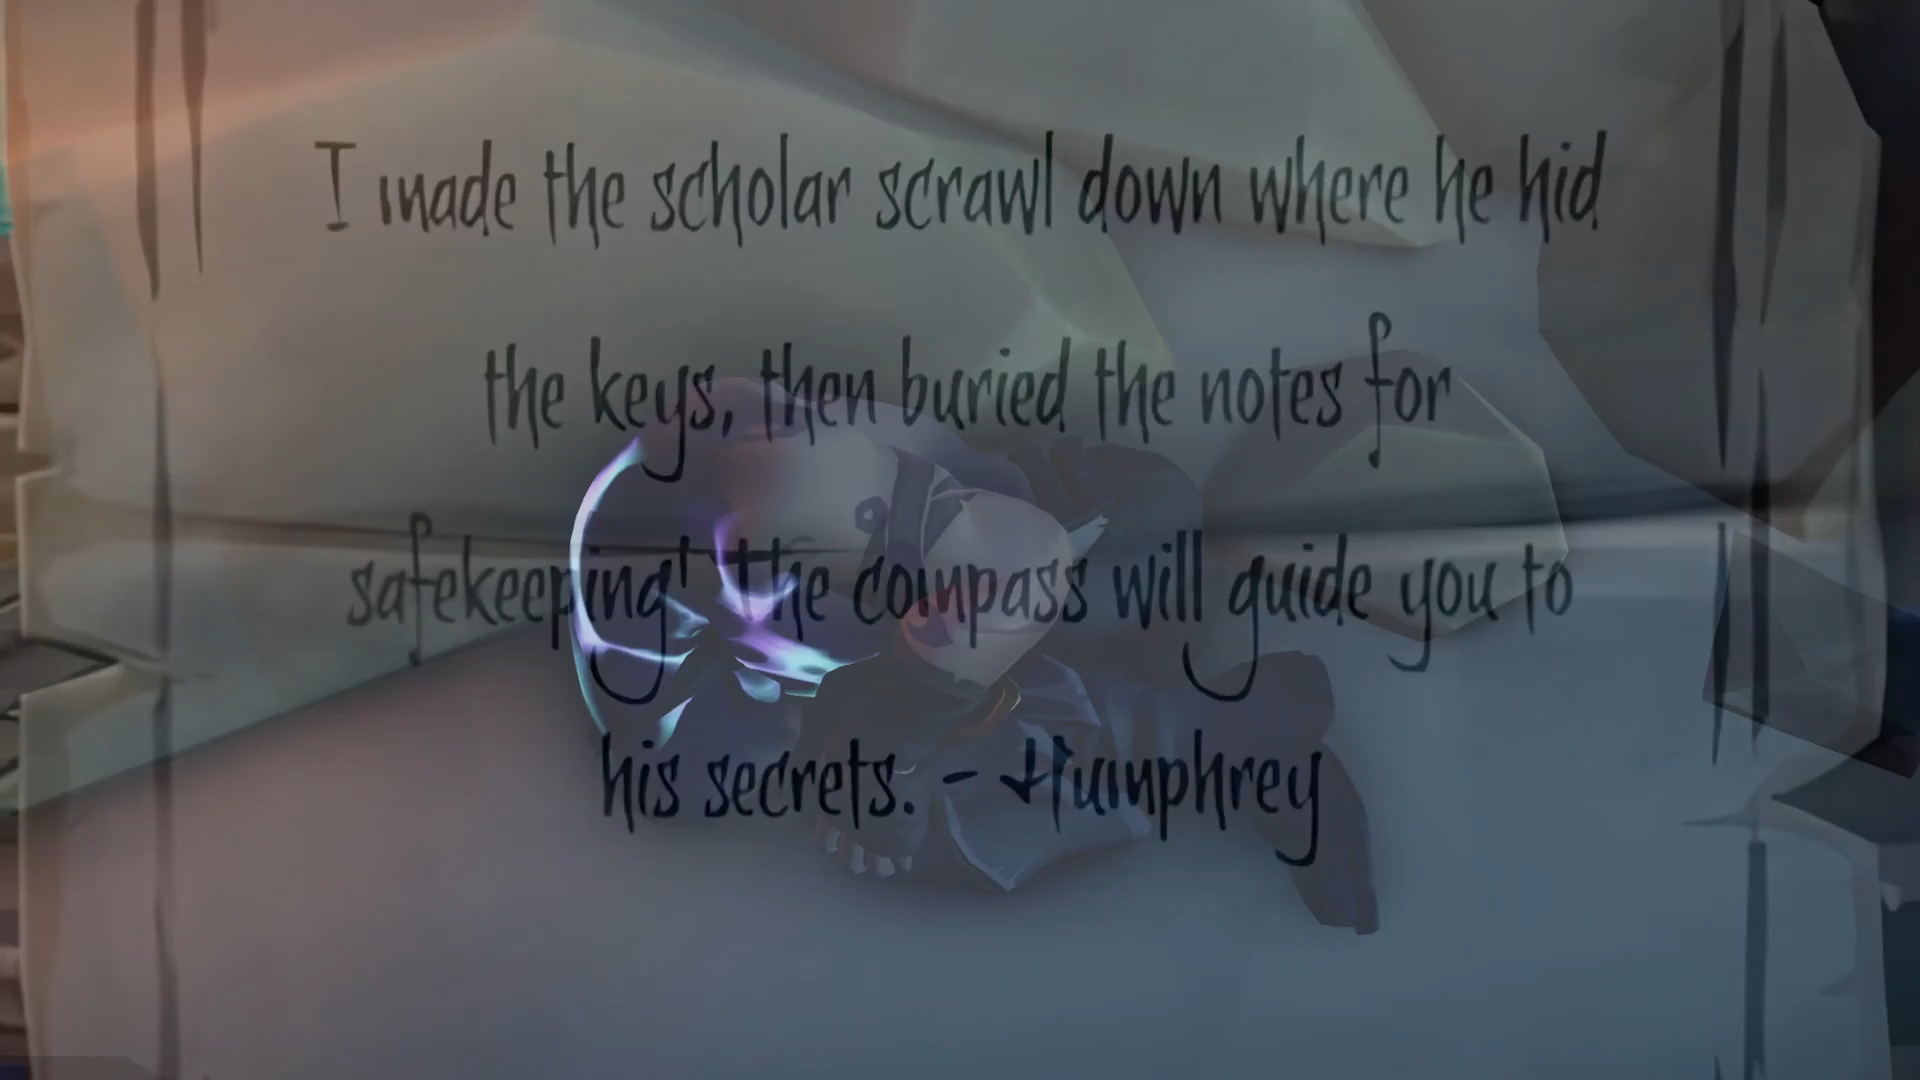 I made the scholar scrawl down where he hid
the keys, then buried the notes for
safekeeping! The compass will guide you to
his secrets. - Humphrey